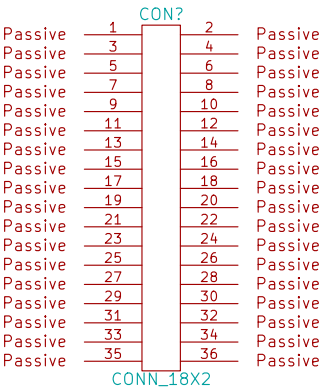 CON?
Passive 1 2 Passive
Passive 3 4 Passive
Passive 5 6 Passive
Passive 7 8 Passive
Passive 9 10 Passive
Passive 11 12 Passive
Passive 13 14 Passive
Passive 15 16 Passive
Passive 17 18 Passive
Passive 19 20 Passive
Passive 21 22 Passive
Passive 23 24 Passive
Passive 25 26 Passive
Passive 27 28 Passive
Passive 29 30 Passive
Passive 31 32 Passive
Passive 33 34 Passive
Passive 35 36 Passive
CONN_18X2